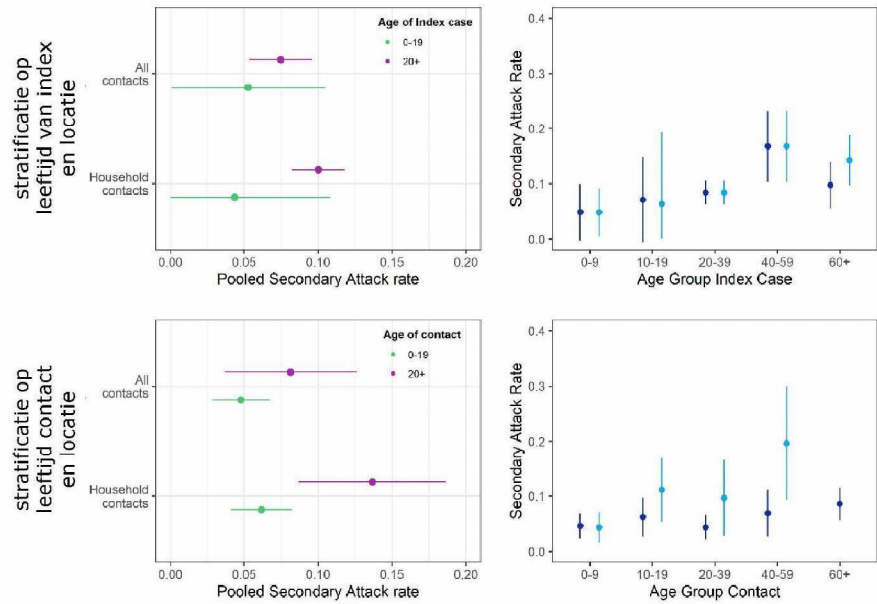 stratificatie op
leeftijd van index
en locatie
Age of Index case
0-19
20+
All
contacts
Household
contacts
0.00
0.05
0.10
0.15
0.20
Pooled Secondary Attack rate
Secondary Attack Rate
0.4
0.3
0.2
0.1
0.0
0-9
10-19
20-39
40-59
60+
Age Group Index Case
stratificatie op
leeftijd contact
en locatie
Age of contact
0-19
20+
All
contacts
Household
contacts
0.00
0.05
0.10
0.15
0.20
Pooled Secondary Attack rate
Secondary Attack Rate
0.4
0.3
0.2
0.1
0.0
0-9
10-19
20-39
40-59
60+
Age Group Contact